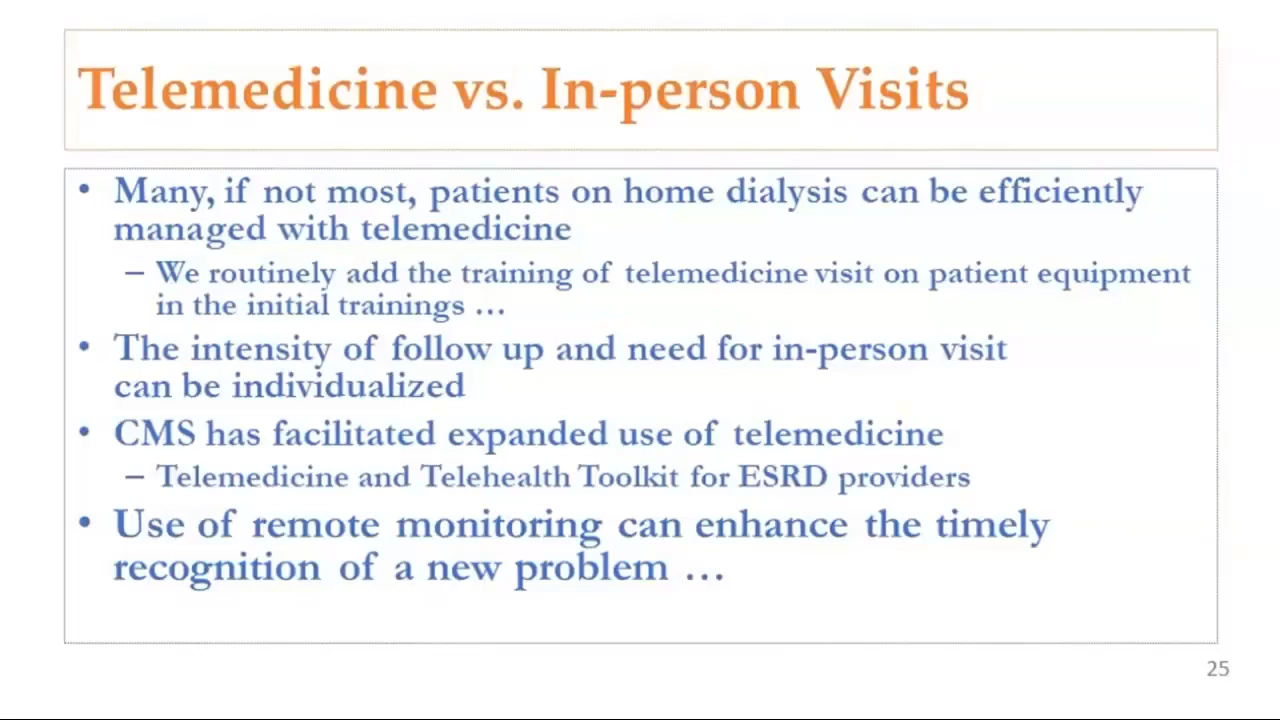 Telemedicine vs. In-person Visits
• Many, if not most, patients on home dialysis can be efficiently
managed with telemedicine
– We routinely add the training of telemedicine visit on patient equipment
in the initial trainings …
• The intensity of follow up and need for in-person visit
can be individualized
• CMS has facilitated expanded use of telemedicine
– Telemedicine and Telehealth Toolkit for ESRD providers
• Use of remote monitoring can enhance the timely
recognition of a new problem …
25